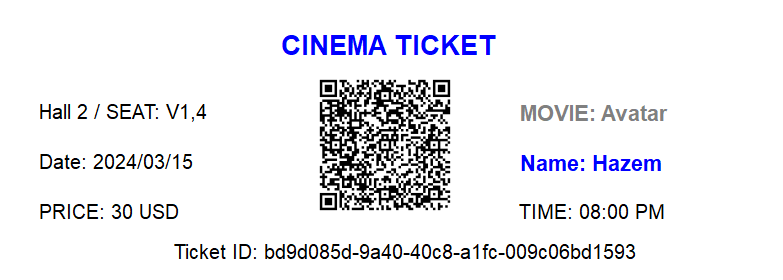 CINEMA TICKET
Hall 2 / SEAT: V1,4
MOVIE: Avatar
Date: 2024/03/15
Name: Hazem
PRICE: 30 USD
TIME: 08:00 PM
Ticket ID: bd9d085d-9a40-40c8-a1fc-009c06bd1593